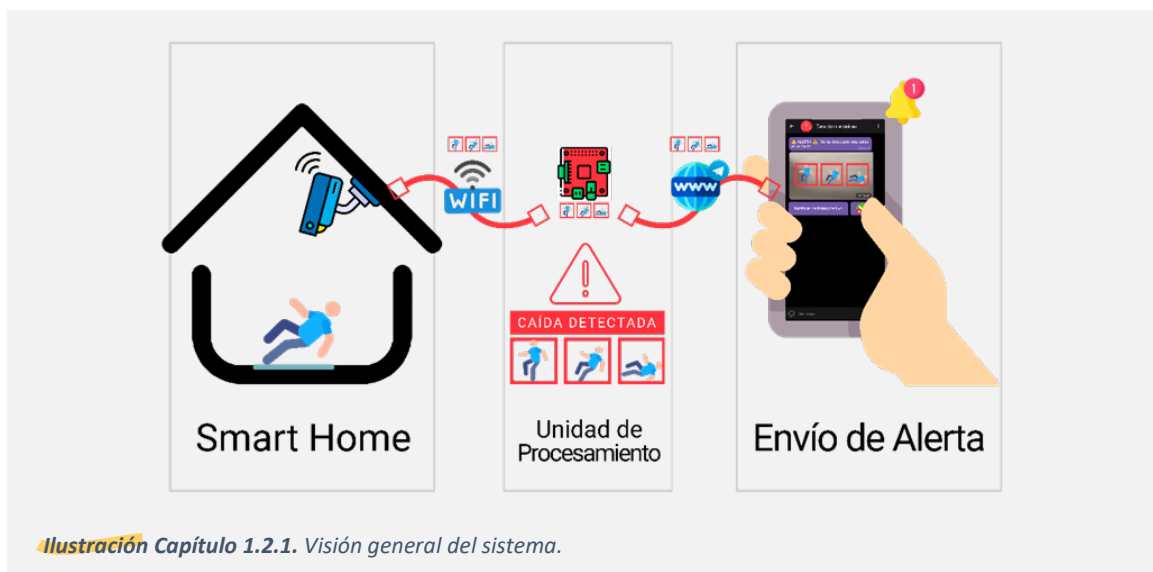 WIFI
www
1
CAÍDA DETECTADA
Smart Home
Unidad de
Procesamiento
Envío de Alerta
Ilustración Capítulo 1.2.1. Visión general del sistema.